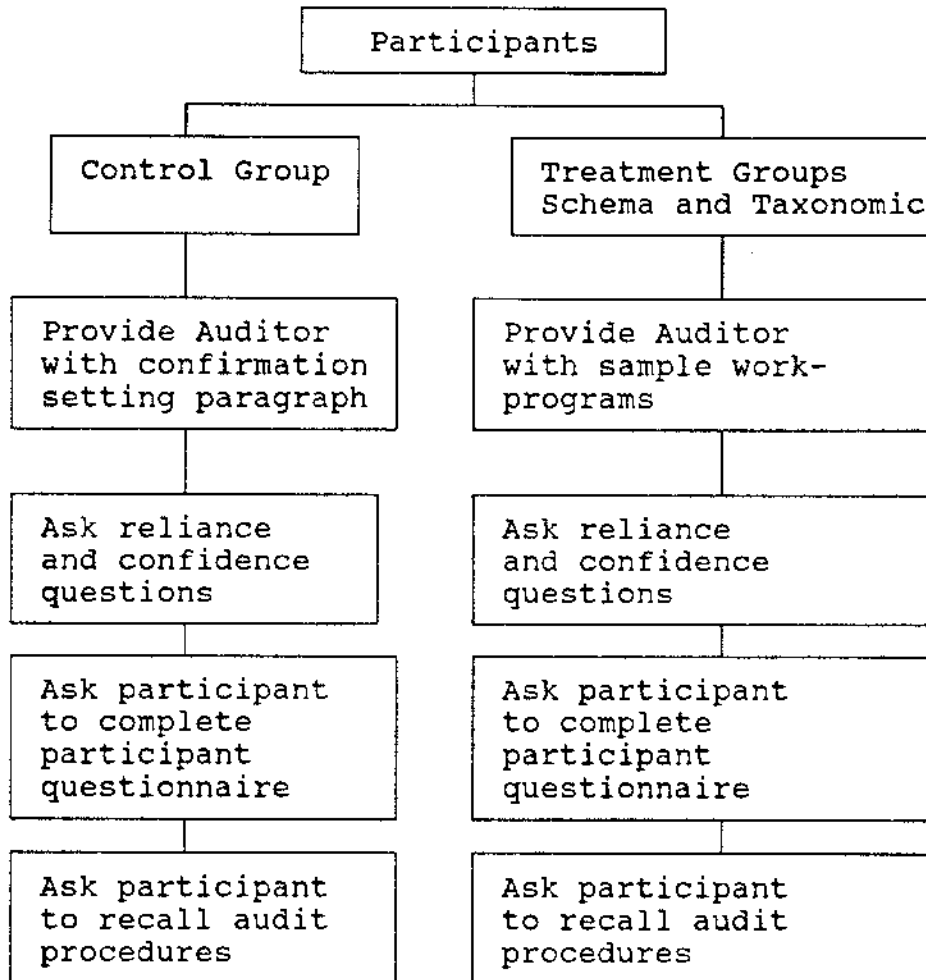 Participants
Control Group
Treatment Groups
Schema and Taxonomic
Provide Auditor
with confirmation
setting paragraph
Provide Auditor
with sample work-
programs
Ask reliance
and confidence
questions
Ask reliance
and confidence
questions
Ask participant
to complete
participant
questionnaire
Ask participant
to complete
participant
questionnaire
Ask participant
to recall audit
procedures
Ask participant
to recall audit
procedures